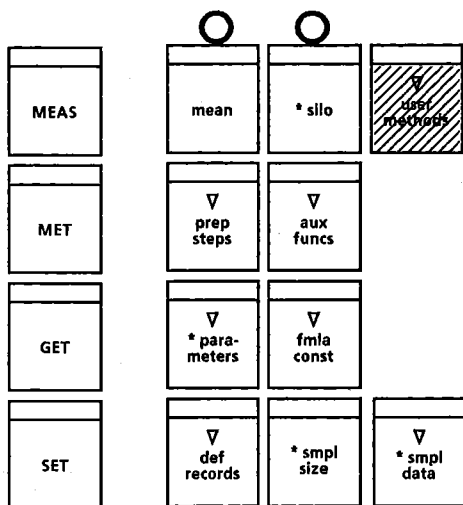 MEAS
mean
* silo
∇
user
methods
MET
∇
prep
steps
∇
aux
funcs
GET
∇
* para-
meters
∇
fmla
const
SET
∇
def
records
* smpl
size
∇
* smpl
data